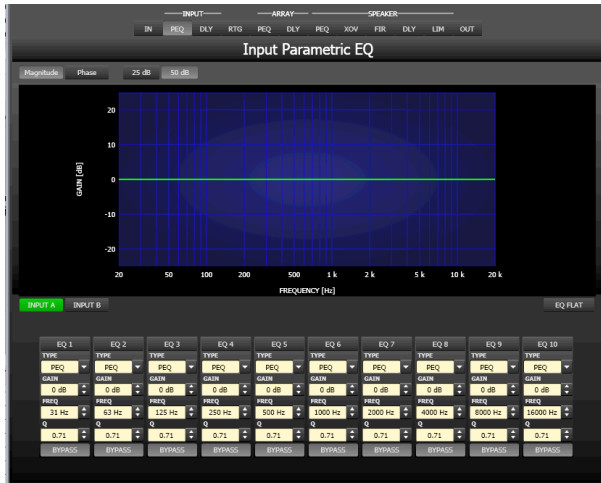 INPUT ARRAY SPEAKER
IN PEQ DLY RTG PEQ DLY PEQ XOV FIR DLY LIM OUT
Input Parametric EQ
Magnitude Phase 25 dB 50 dB
20
10
0
-10
-20
GAIN [dB]
20 50 100 200 500 1 k 2 k 5 k 10 k 20 k
FREQUENCY [Hz]
INPUT A INPUT B EQ FLAT
EQ 1 EQ 2 EQ 3 EQ 4 EQ 5 EQ 6 EQ 7 EQ 8 EQ 9 EQ 10
TYPE TYPE TYPE TYPE TYPE TYPE TYPE TYPE TYPE TYPE
PEQ PEQ PEQ PEQ PEQ PEQ PEQ PEQ PEQ PEQ
GAIN GAIN GAIN GAIN GAIN GAIN GAIN GAIN GAIN GAIN
0 dB 0 dB 0 dB 0 dB 0 dB 0 dB 0 dB 0 dB 0 dB 0 dB
FREQ FREQ FREQ FREQ FREQ FREQ FREQ FREQ FREQ FREQ
31 Hz 63 Hz 125 Hz 250 Hz 500 Hz 1000 Hz 2000 Hz 4000 Hz 8000 Hz 16000 Hz
Q Q Q Q Q Q Q Q Q Q
0.71 0.71 0.71 0.71 0.71 0.71 0.71 0.71 0.71 0.71
BYPASS BYPASS BYPASS BYPASS BYPASS BYPASS BYPASS BYPASS BYPASS BYPASS